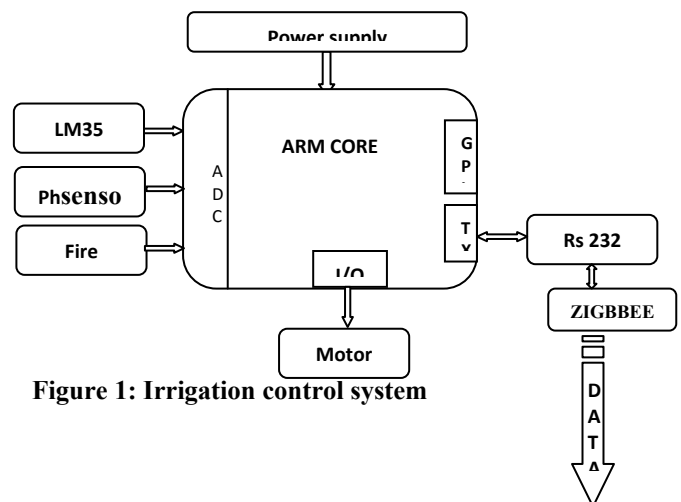 Power supply
LM35
ARM CORE
G
P
A
D
C
Phsenso
T
X
Fire
Rs 232
I/O
ZIGBBEE
Motor
Figure 1: Irrigation control system
D
A
T
A